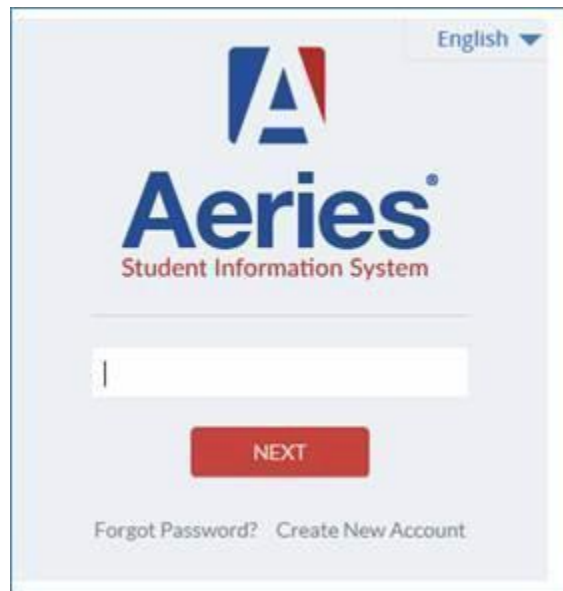 English
A
Aeries®
Student Information System
NEXT
Forgot Password? Create New Account